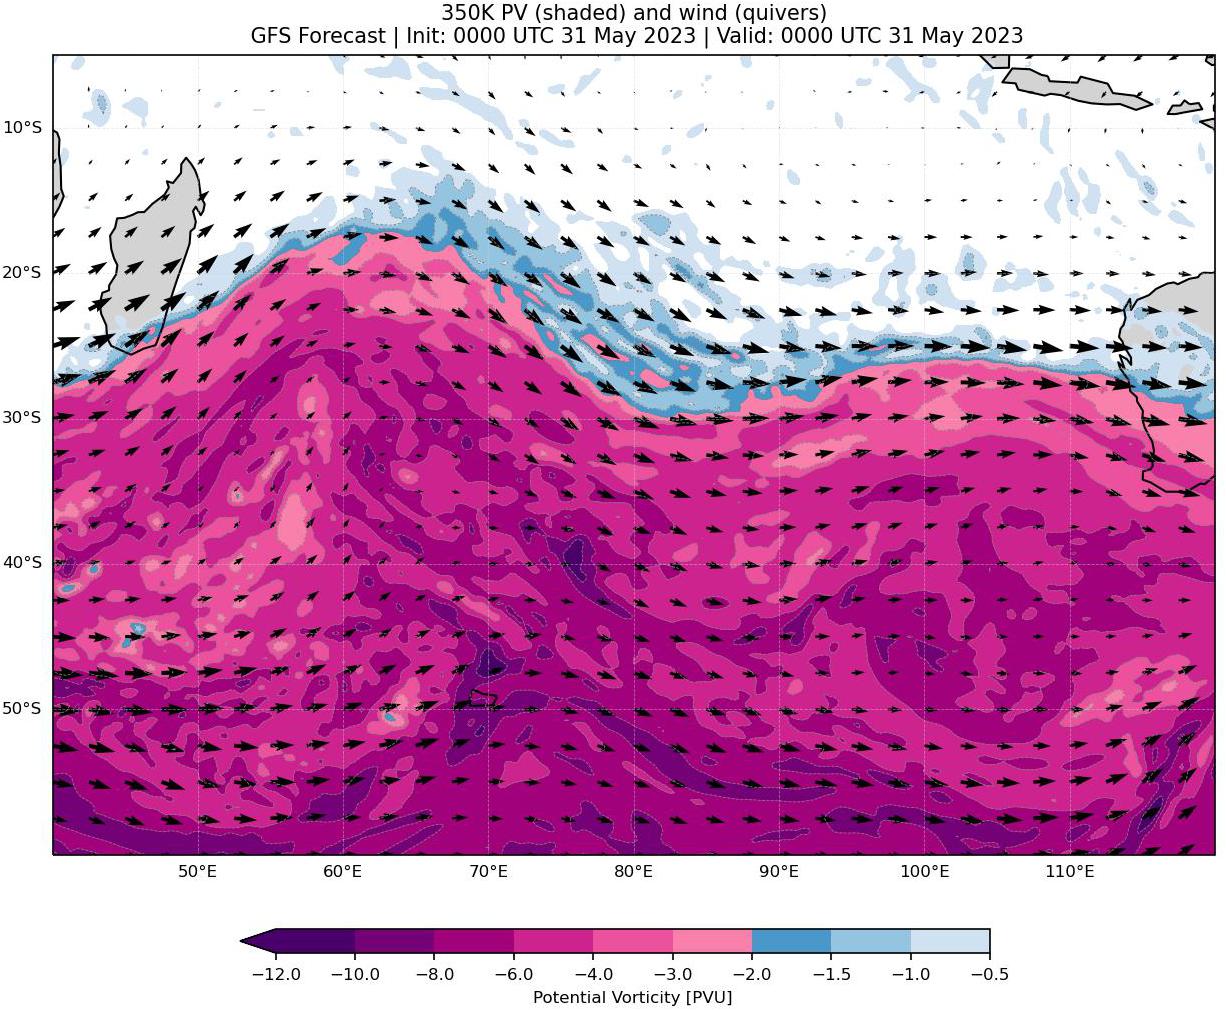 350K PV (shaded) and wind (quivers)
GFS Forecast | Init: 0000 UTC 31 May 2023 | Valid: 0000 UTC 31 May 2023
10°S
20°S
30°S
40°S
50°S
50°E 60°E 70°E 80°E 90°E 100°E 110°E
−12.0 −10.0 −8.0 −6.0 −4.0 −3.0 −2.0 −1.5 −1.0 −0.5
Potential Vorticity [PVU]